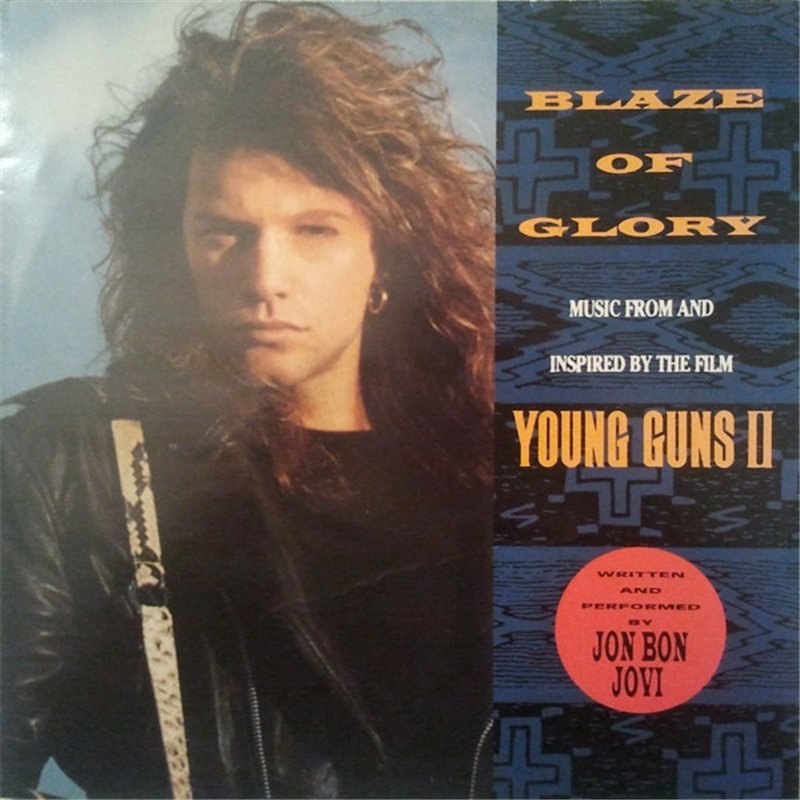 BLAZE
OF
GLORY
MUSIC FROM AND
INSPIRED BY THE FILM
YOUNG GUNS II
WRITTEN
AND
PERFORMED
BY
JON BON
JOVI